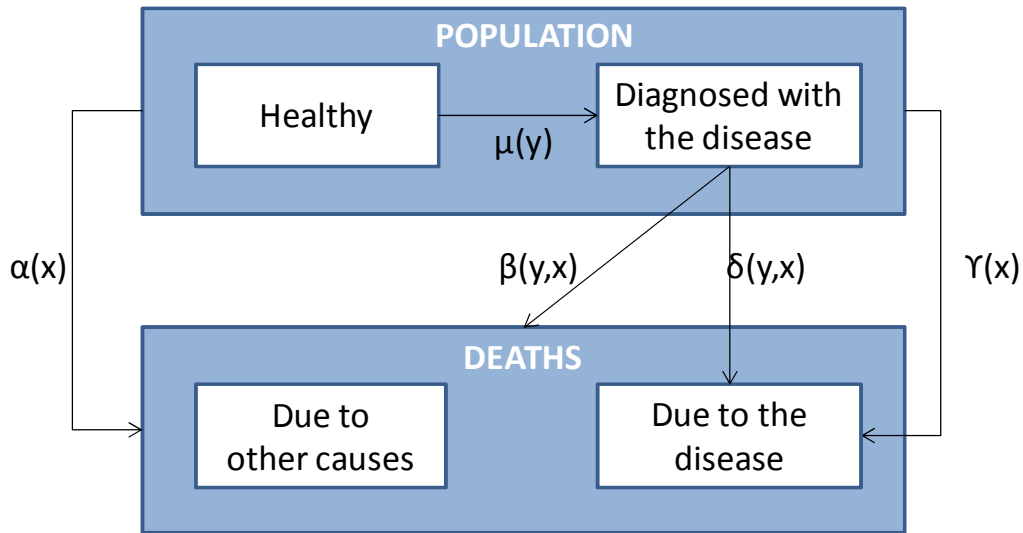 POPULATION
Healthy
Diagnosed with
the disease
μ(y)
α(x)
β(y,x)
δ(y,x)
ϒ(x)
DEATHS
Due to
other causes
Due to the
disease